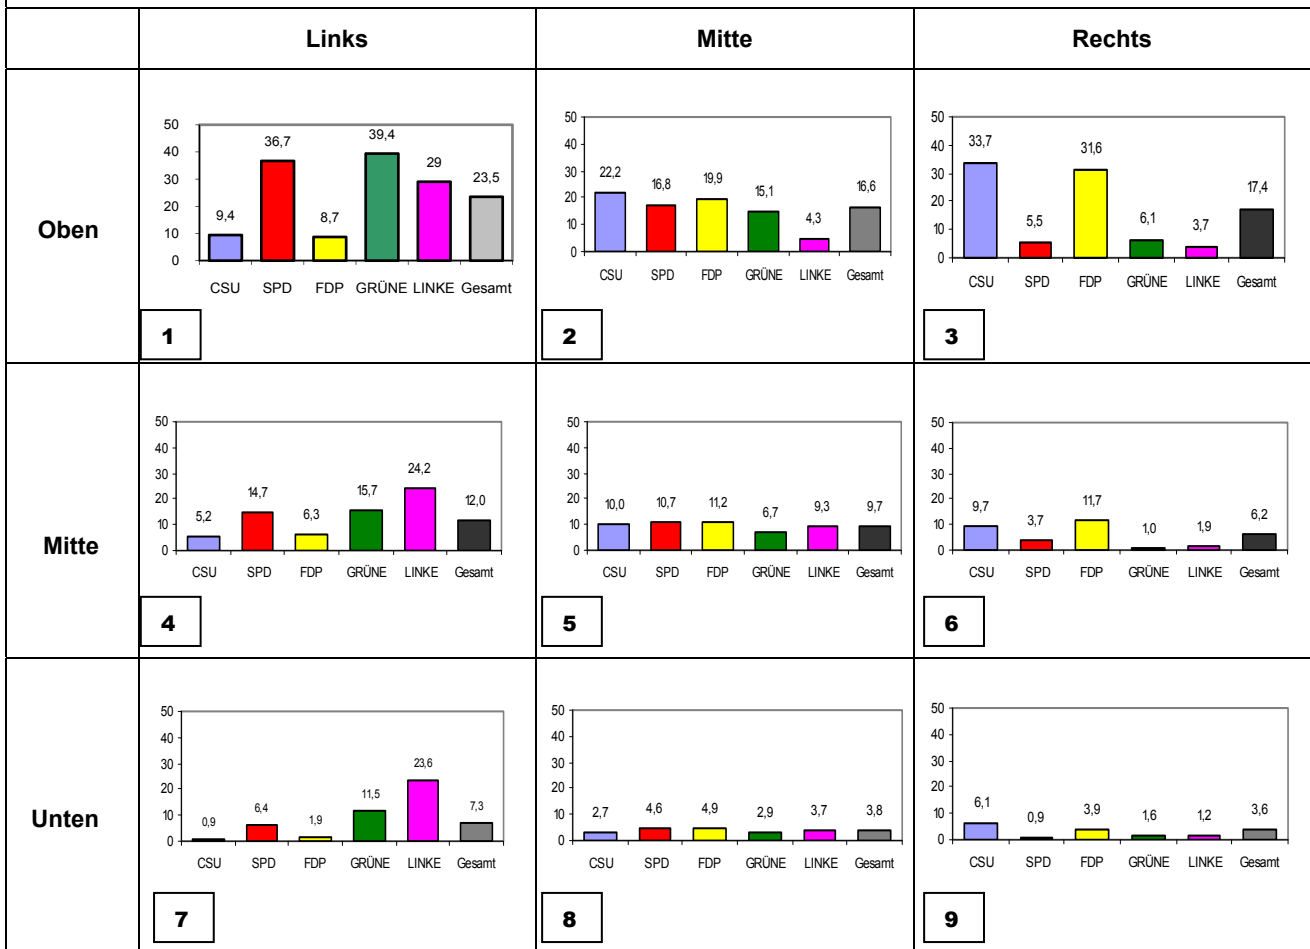 Links Mitte Rechts
Oben
50
40
30
20
10
0
9,4 36,7 8,7 39,4 29 23,5
CSU SPD FDP GRÜNE LINKE Gesamt
1
50
40
30
20
10
0
22,2 16,8 19,9 15,1 4,3 16,6
CSU SPD FDP GRÜNE LINKE Gesamt
2
50
40
30
20
10
0
33,7 5,5 31,6 6,1 3,7 17,4
CSU SPD FDP GRÜNE LINKE Gesamt
3
Mitte
50
40
30
20
10
0
5,2 14,7 6,3 15,7 24,2 12,0
CSU SPD FDP GRÜNE LINKE Gesamt
4
50
40
30
20
10
0
10,0 10,7 11,2 6,7 9,3 9,7
CSU SPD FDP GRÜNE LINKE Gesamt
5
50
40
30
20
10
0
9,7 3,7 11,7 1,0 1,9 6,2
CSU SPD FDP GRÜNE LINKE Gesamt
6
Unten
50
40
30
20
10
0
0,9 6,4 1,9 11,5 23,6 7,3
CSU SPD FDP GRÜNE LINKE Gesamt
7
50
40
30
20
10
0
2,7 4,6 4,9 2,9 3,7 3,8
CSU SPD FDP GRÜNE LINKE Gesamt
8
50
40
30
20
10
0
6,1 0,9 3,9 1,6 1,2 3,6
CSU SPD FDP GRÜNE LINKE Gesamt
9